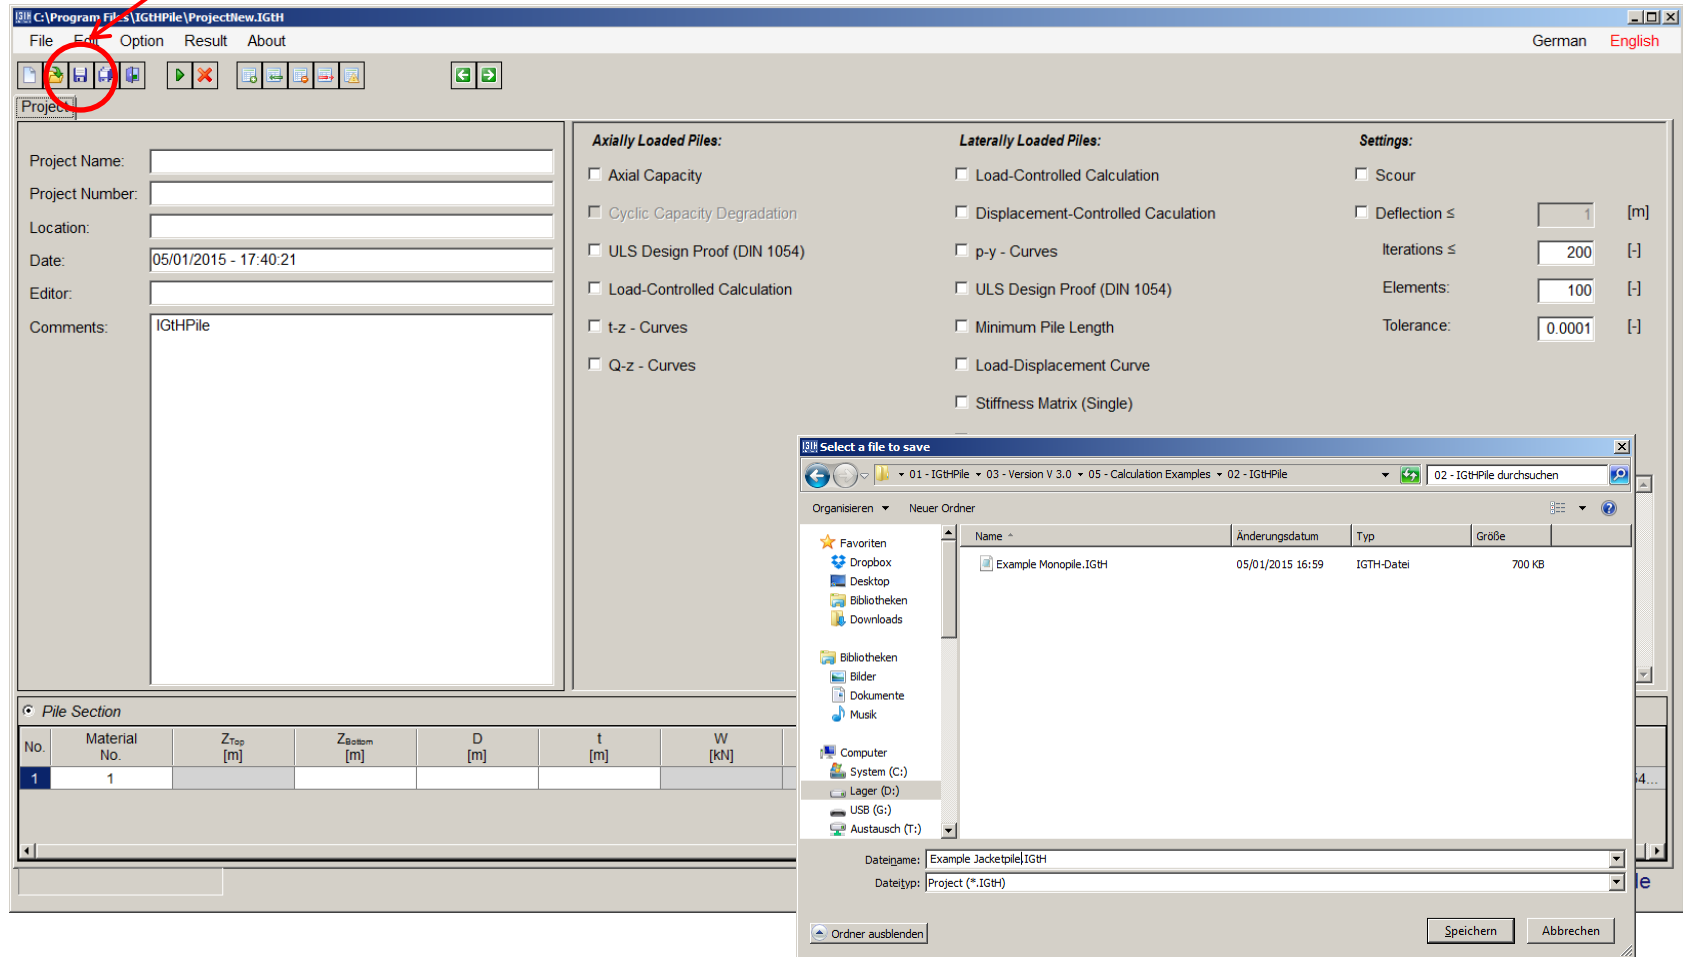 C:\Program Files\IGtHPile\ProjectNew.IGtH
File Edit Option Result About
German English
Project
Project Name:
Project Number:
Location:
Date: 05/01/2015 - 17:40:21
Editor:
Comments: IGtHPile
Axially Loaded Piles:
Axial Capacity
Cyclic Capacity Degradation
ULS Design Proof (DIN 1054)
Load-Controlled Calculation
t-z - Curves
Q-z - Curves
Laterally Loaded Piles:
Load-Controlled Calculation
Displacement-Controlled Caculation
p-y - Curves
ULS Design Proof (DIN 1054)
Minimum Pile Length
Load-Displacement Curve
Stiffness Matrix (Single)
Settings:
Scour
Deflection ≤ 1 [m]
Iterations ≤ 200 [-]
Elements: 100 [-]
Tolerance: 0.0001 [-]
Pile Section
No. Material No. ZTop [m] ZBottom [m] D [m] t [m] W [kN]
1 1
54...
le
Select a file to save
01 - IGtHPile 03 - Version V 3.0 05 - Calculation Examples 02 - IGtHPile
02 - IGtHPile durchsuchen
Organisieren Neuer Ordner
Favoriten
Dropbox
Desktop
Bibliotheken
Downloads
Bibliotheken
Bilder
Dokumente
Musik
Computer
System (C:)
Lager (D:)
USB (G:)
Austausch (T:)
Name Änderungsdatum Typ Größe
Example Monopile.IGtH 05/01/2015 16:59 IGTH-Datei 700 KB
Dateiname: Example Jacketpile.IGtH
Dateityp: Project (*.IGtH)
Ordner ausblenden
Speichern Abbrechen